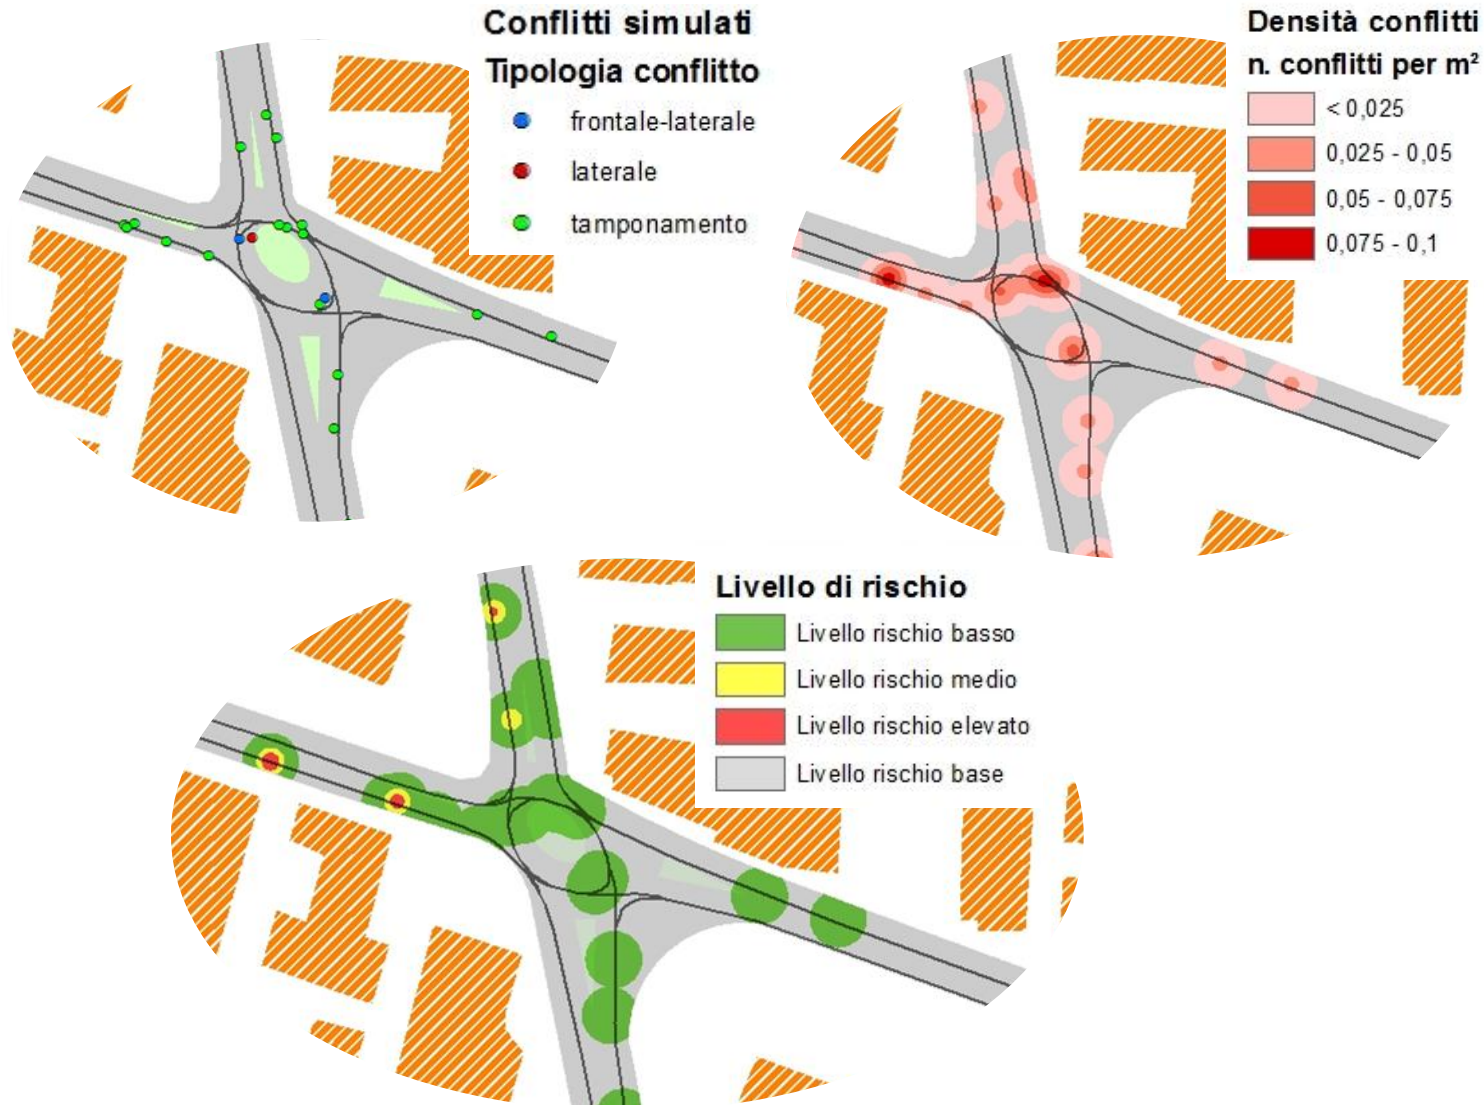 Conflitti simulati
Tipologia conflitto
frontale-laterale
laterale
tamponamento
Densità conflitti
n. conflitti per m²
< 0,025
0,025 - 0,05
0,05 - 0,075
0,075 - 0,1
Livello di rischio
Livello rischio basso
Livello rischio medio
Livello rischio elevato
Livello rischio base